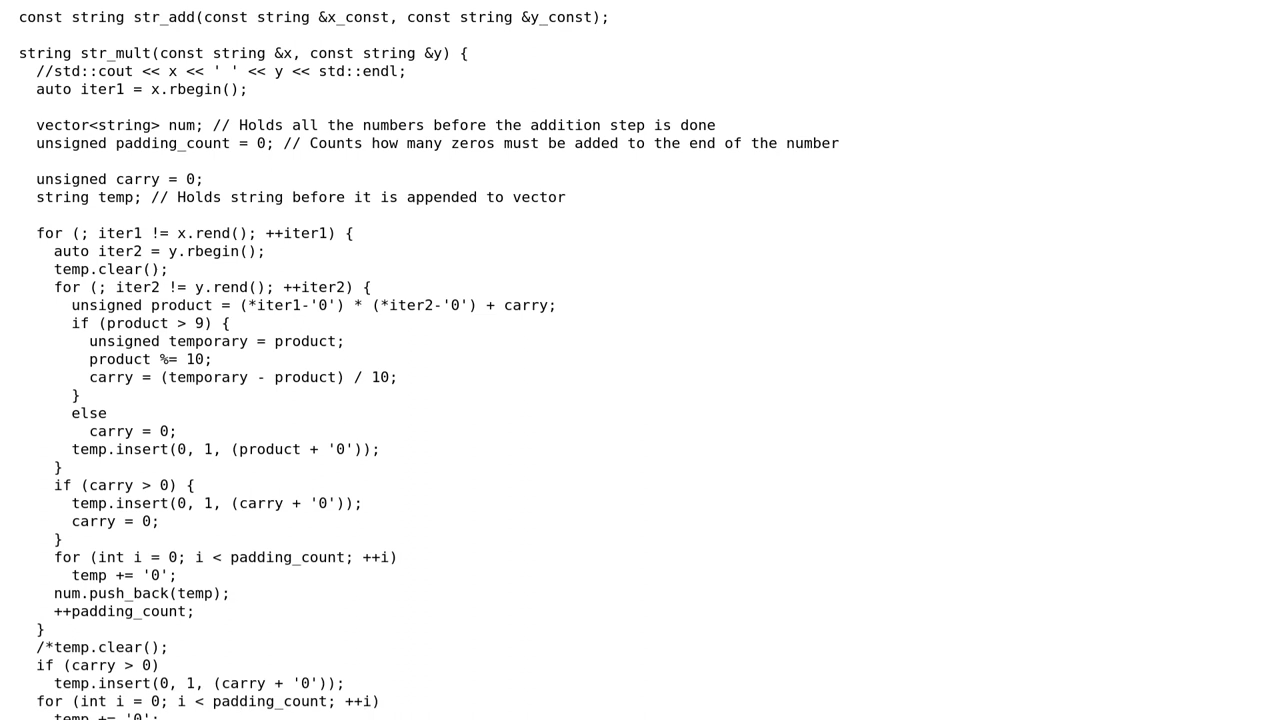 const string str_add(const string &x_const, const string &y_const);
string str_mult(const string &x, const string &y) {
//std::cout << x << ' ' << y << std::endl;
auto iter1 = x.rbegin();
vector<string> num; // Holds all the numbers before the addition step is done
unsigned padding_count = 0; // Counts how many zeros must be added to the end of the number
unsigned carry = 0;
string temp; // Holds string before it is appended to vector
for (; iter1 != x.rend(); ++iter1) {
auto iter2 = y.rbegin();
temp.clear();
for (; iter2 != y.rend(); ++iter2) {
unsigned product = (*iter1-'0') * (*iter2-'0') + carry;
if (product > 9) {
unsigned temporary = product;
product %= 10;
carry = (temporary - product) / 10;
}
else
carry = 0;
temp.insert(0, 1, (product + '0'));
}
if (carry > 0) {
temp.insert(0, 1, (carry + '0'));
carry = 0;
}
for (int i = 0; i < padding_count; ++i)
temp += '0';
num.push_back(temp);
++padding_count;
}
/*temp.clear();
if (carry > 0)
temp.insert(0, 1, (carry + '0'));
for (int i = 0; i < padding_count; ++i)
temp += '0';